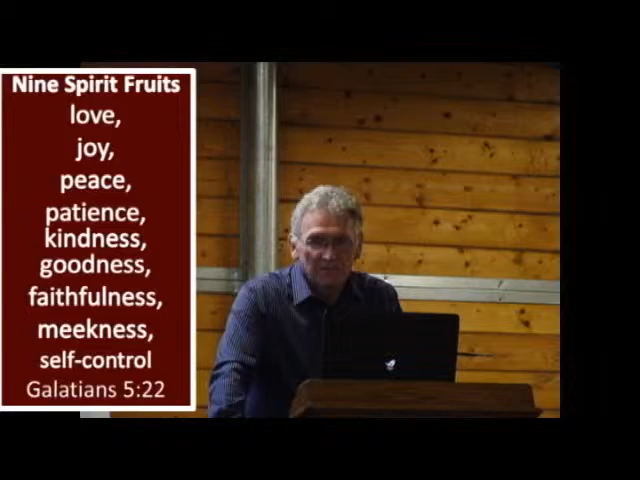 Nine Spirit Fruits
love,
joy,
peace,
patience,
kindness,
goodness,
faithfulness,
meekness,
self-control
Galatians 5:22